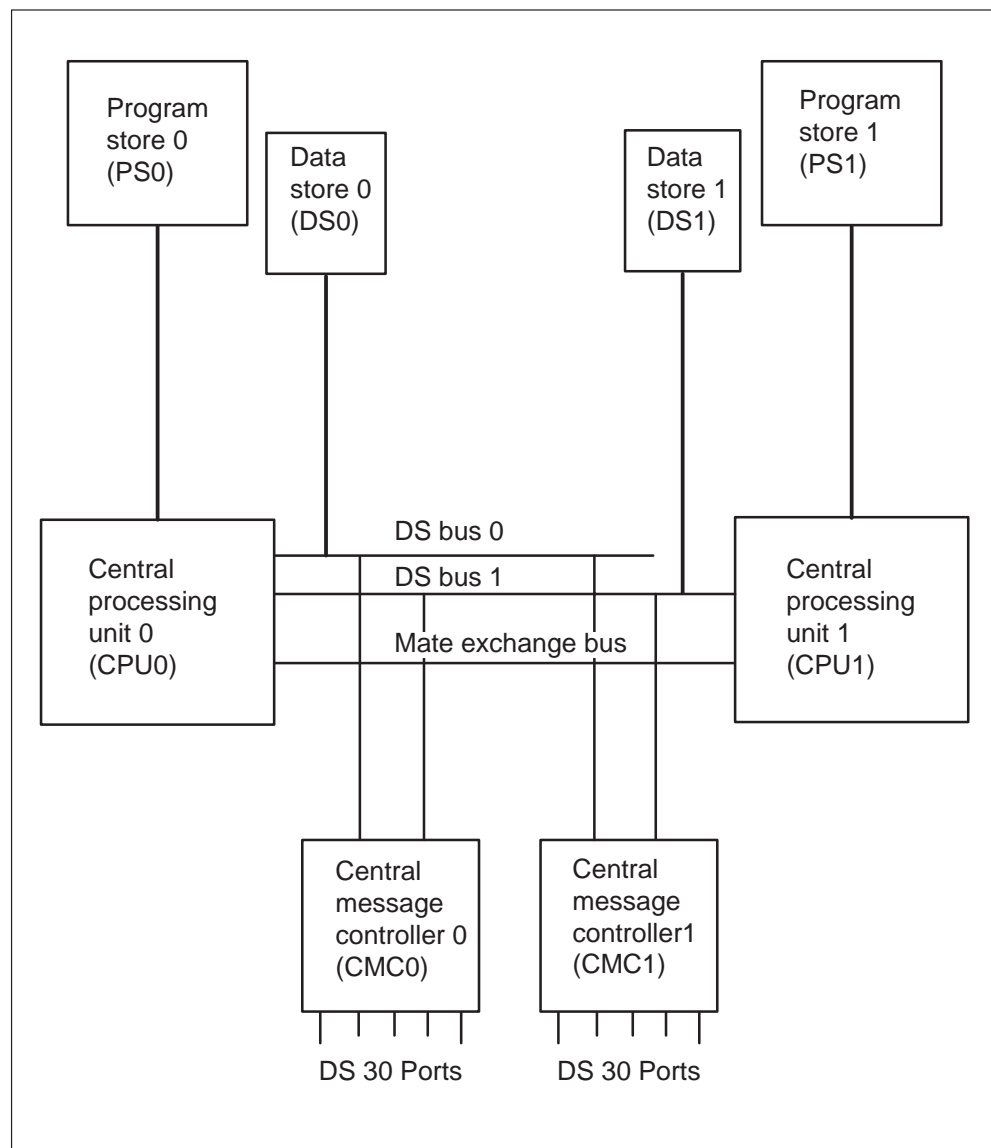 Program
store 0
(PS0)
Data
store 0
(DS0)
Data
store 1
(DS1)
Program
store 1
(PS1)
DS bus 0
DS bus 1
Mate exchange bus
Central
processing
unit 0
(CPU0)
Central
processing
unit 1
(CPU1)
Central
message
controller 0
(CMC0)
Central
message
controller1
(CMC1)
DS 30 Ports
DS 30 Ports